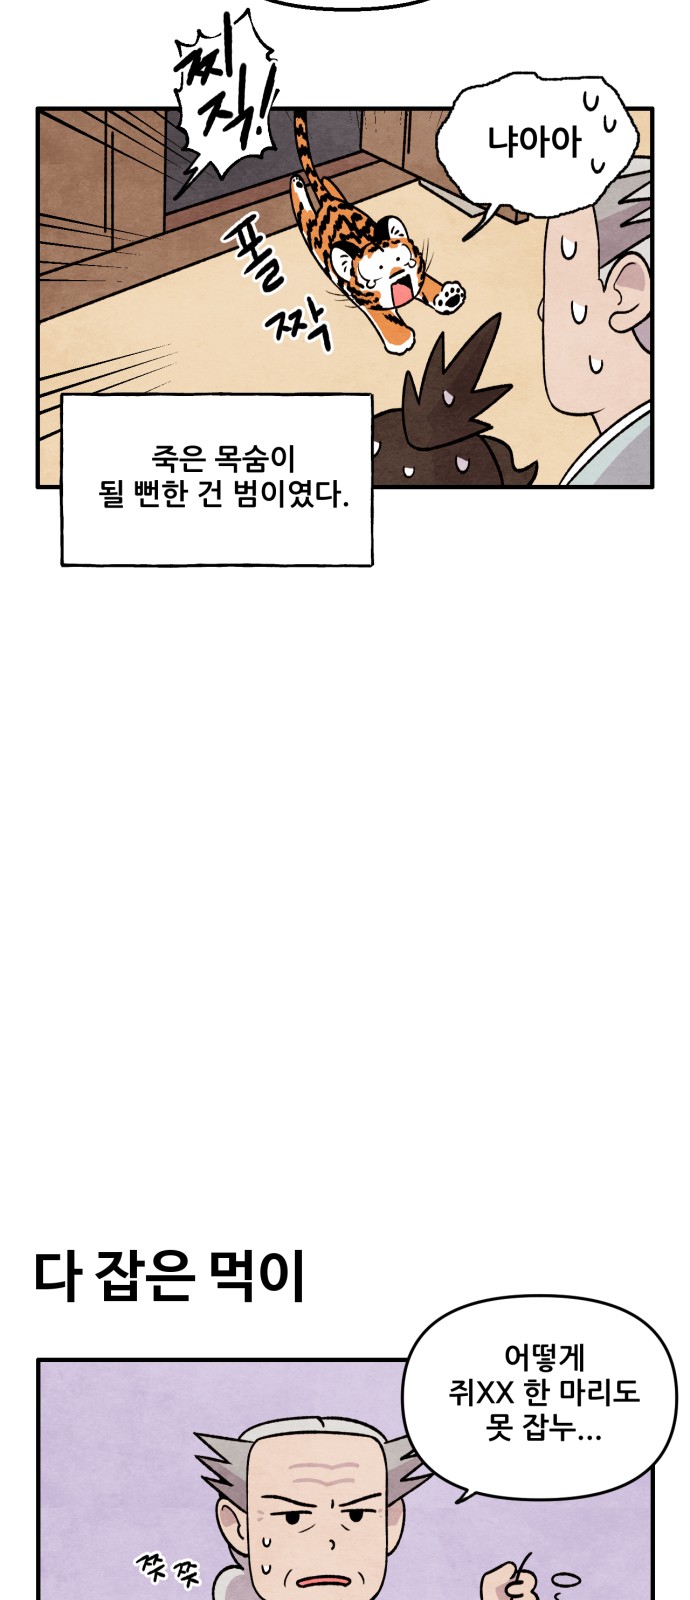 찌직!
냐아아
폴짝
죽은 목숨이
될 뻔한 건 범이였다.
다 잡은 먹이
어떻게
쥐XX 한 마리도
못 잡누...
쯧쯧